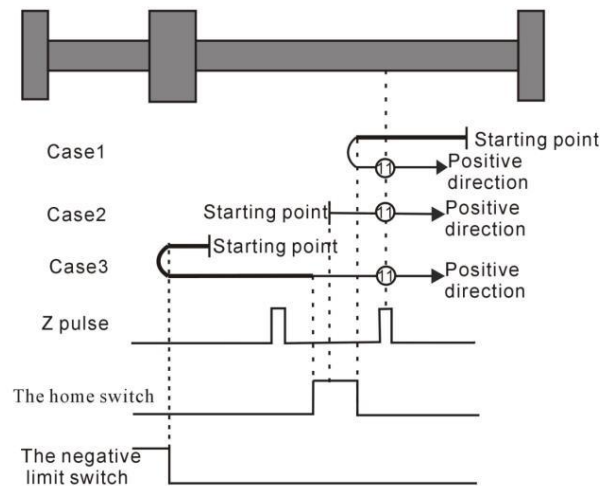 Case1
Starting point
11
Positive
direction
Case2
Starting point
11
Positive
direction
Starting point
Case3
11
Positive
direction
Z pulse
The home switch
The negative
limit switch